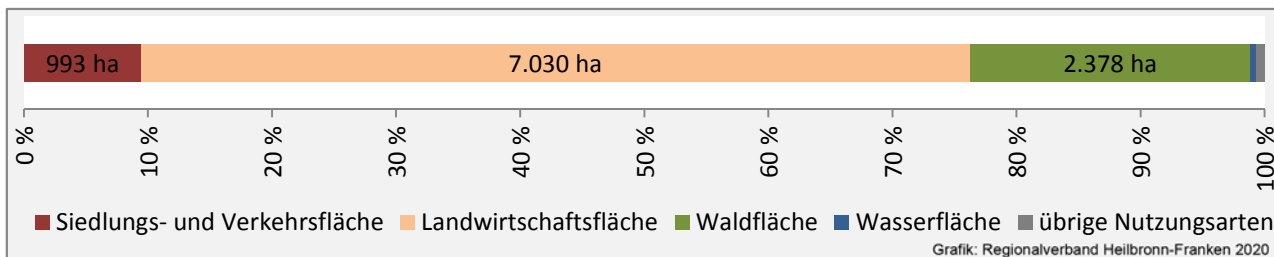 993 ha 7.030 ha 2.378 ha
0 % 10 % 20 % 30 % 40 % 50 % 60 % 70 % 80 % 90 % 100 %
Siedlungs- und Verkehrsfläche Landwirtschaftsfläche Waldfläche Wasserfläche übrige Nutzungsarten
Grafik: Regionalverband Heilbronn-Franken 2020